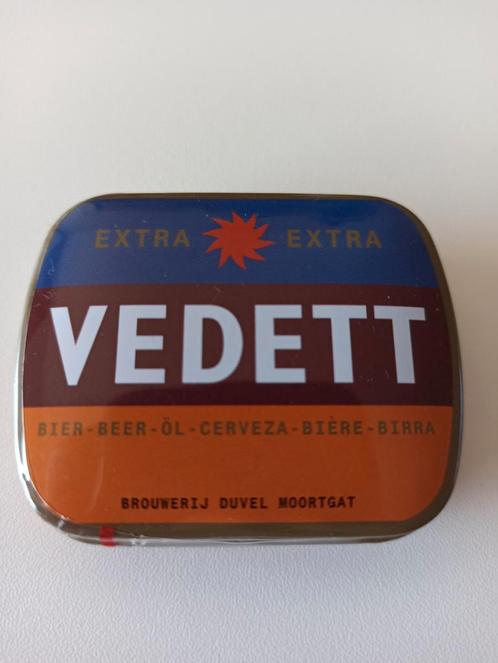 EXTRA EXTRA
VEDETT
BIER-BEER-ÖL-CERVEZA-BIÈRE-BIRRA
BROUWERIJ DUVEL MOORTGAT